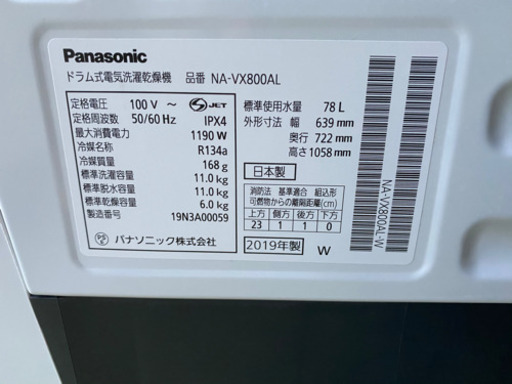 Panasonic
ドラム式電気洗濯乾燥機 品番 NA-VX800AL
定格電圧 100 V ～
定格周波数 50/60 Hz
S JET
IPX4
最大消費電力 1190 W
冷媒名称 R134a
冷媒質量 168 g
標準洗濯容量 11.0 kg
標準脱水容量 11.0 kg
標準乾燥容量 6.0 kg
製造番号 19N3A00059
パナソニック株式会社
標準使用水量 78 L
外形寸法 幅 639 mm
奥行 722 mm
高さ 1058 mm
日本製
消防法 基準適合 組込形
可燃物からの離隔距離(cm)
上方 側方 後方 下方
23 1 1 0
2019年製
W
NA-VX800AL-W